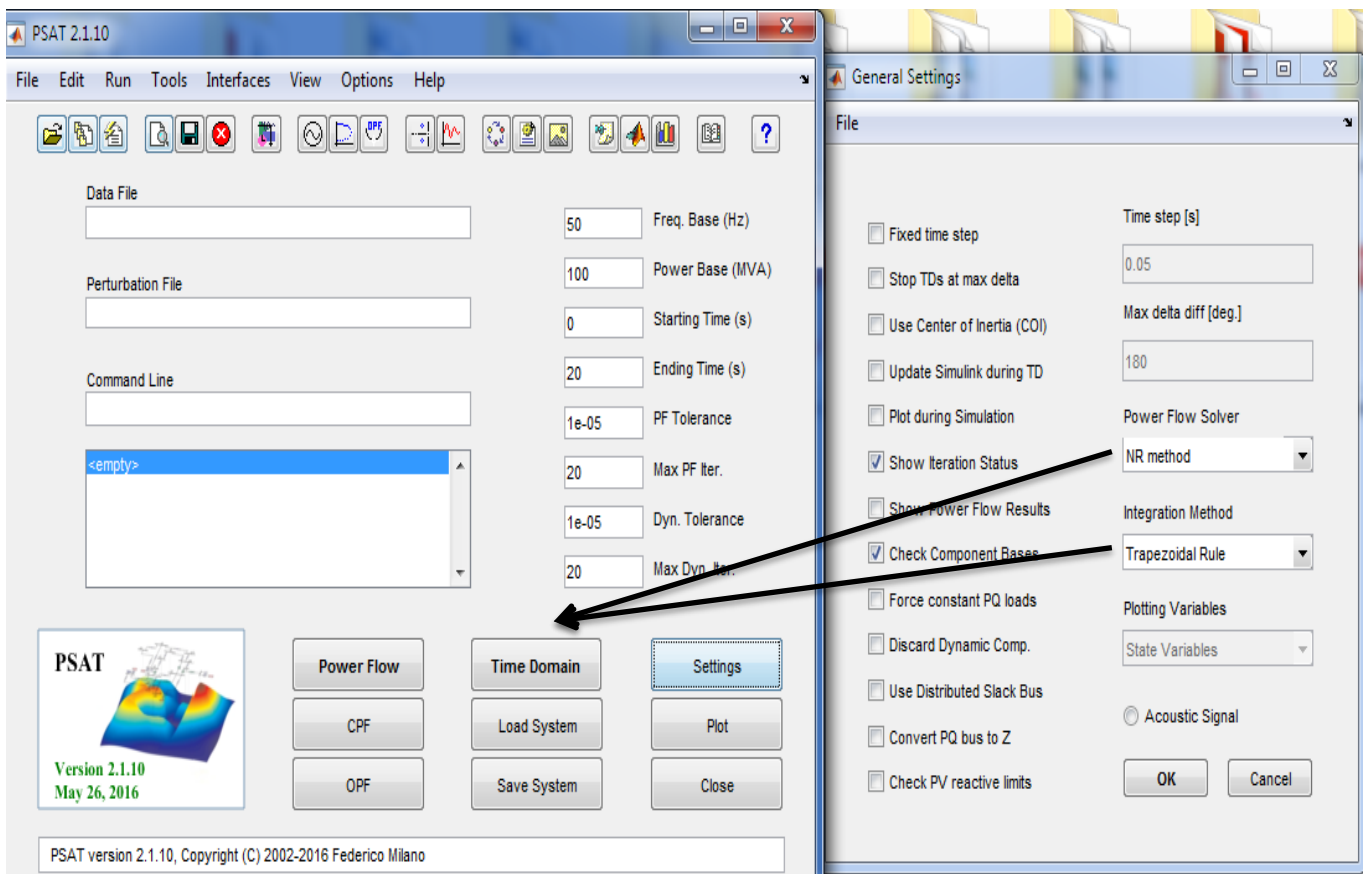 PSAT 2.1.10
File Edit Run Tools Interfaces View Options Help
OPF
?
Data File
Perturbation File
Command Line
<empty>
50 Freq. Base (Hz)
100 Power Base (MVA)
0 Starting Time (s)
20 Ending Time (s)
1e-05 PF Tolerance
20 Max PF Iter.
1e-05 Dyn. Tolerance
20 Max Dyn. Iter.
PSAT
Version 2.1.10
May 26, 2016
Power Flow Time Domain Settings
CPF Load System Plot
OPF Save System Close
PSAT version 2.1.10, Copyright (C) 2002-2016 Federico Milano
General Settings
File
Fixed time step
Stop TDs at max delta
Use Center of Inertia (COI)
Update Simulink during TD
Plot during Simulation
Show Iteration Status
Show Power Flow Results
Check Component Bases
Force constant PQ loads
Discard Dynamic Comp.
Use Distributed Slack Bus
Convert PQ bus to Z
Check PV reactive limits
Time step [s]
0.05
Max delta diff [deg.]
180
Power Flow Solver
NR method
Integration Method
Trapezoidal Rule
Plotting Variables
State Variables
Acoustic Signal
OK Cancel